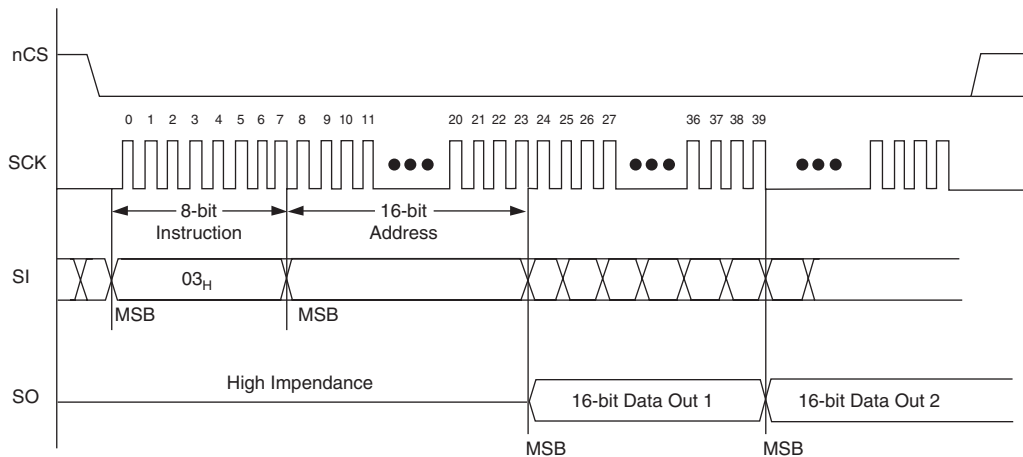 nCS
0 1 2 3 4 5 6 7 8 9 10 11 20 21 22 23 24 25 26 27 36 37 38 39
SCK
8-bit
Instruction
16-bit
Address
SI
03H
MSB
MSB
High Impendance
SO
16-bit Data Out 1
16-bit Data Out 2
MSB
MSB